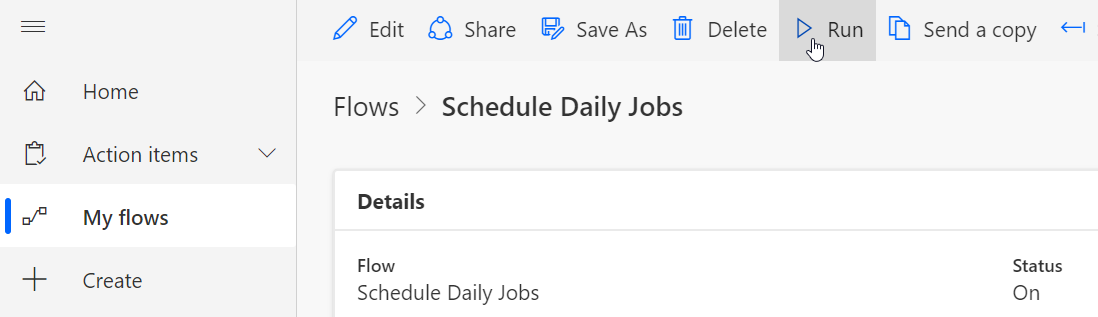 Edit Share Save As Delete Run Send a copy
Home
Action items
My flows
Create
Flows > Schedule Daily Jobs
Details
Flow
Schedule Daily Jobs
Status
On